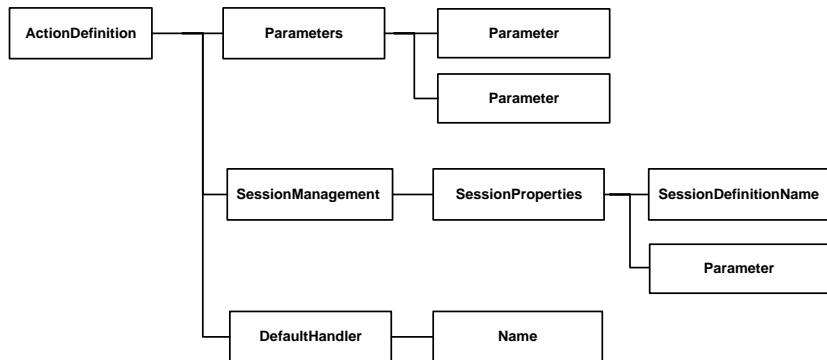 ActionDefinition
Parameters
Parameter
Parameter
SessionManagement
SessionProperties
SessionDefinitionName
Parameter
DefaultHandler
Name